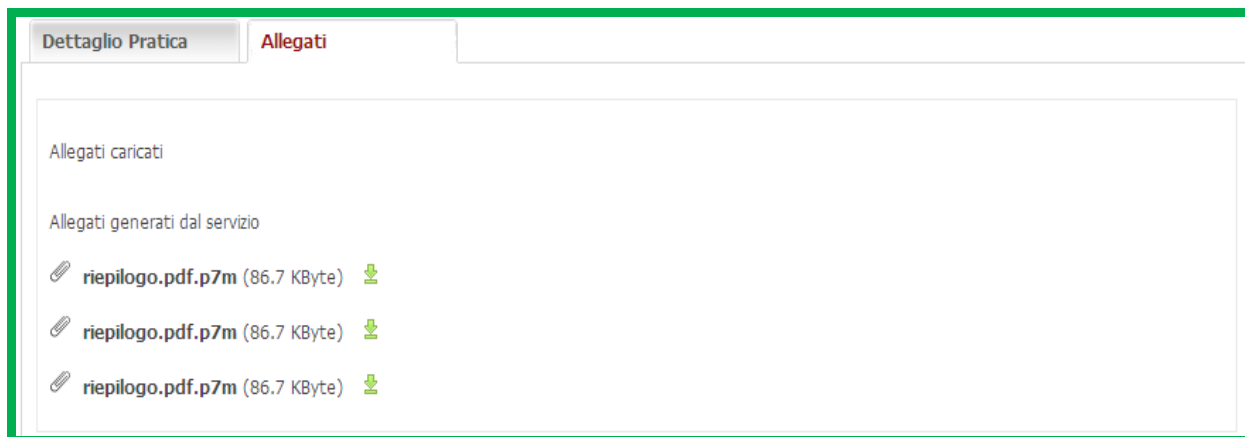 Dettaglio Pratica Allegati
Allegati caricati
Allegati generati dal servizio
riepilogo.pdf.p7m (86.7 KByte)
riepilogo.pdf.p7m (86.7 KByte)
riepilogo.pdf.p7m (86.7 KByte)